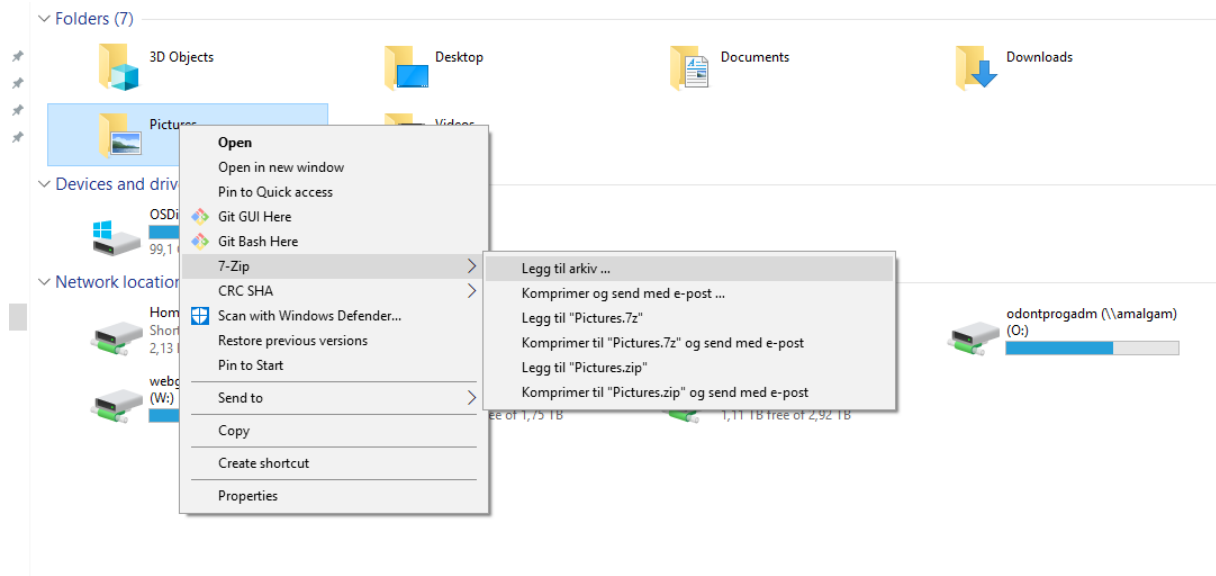 Folders (7)
3D Objects
Desktop
Documents
Downloads
Pictures
Videos
Open
Open in new window
Pin to Quick access
Git GUI Here
Git Bash Here
7-Zip
CRC SHA
Scan with Windows Defender...
Restore previous versions
Pin to Start
Send to
Copy
Create shortcut
Properties
Legg til arkiv ...
Komprimer og send med e-post ...
Legg til "Pictures.7z"
Komprimer til "Pictures.7z" og send med e-post
Legg til "Pictures.zip"
Komprimer til "Pictures.zip" og send med e-post
Devices and driv
OSDi
99,1
Network location
Hom
Short
2,13
odontprogadm (\\amalgam)
(O:)
webg
(W:)
ee of 1,75 TB
1,11 TB free of 2,92 TB